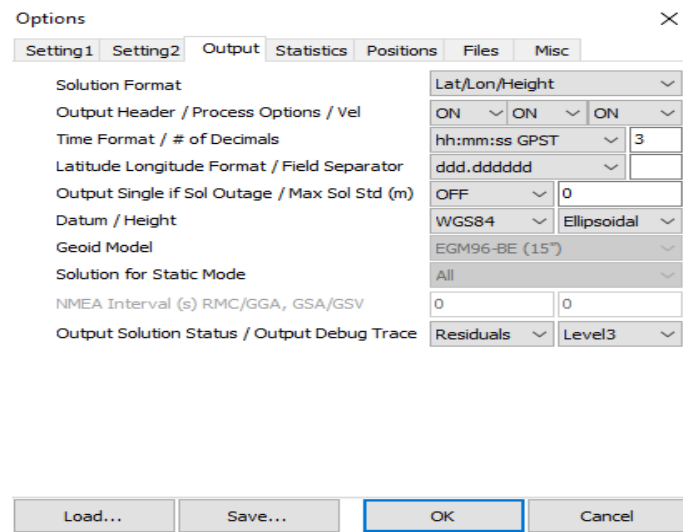 Options
Setting1 Setting2 Output Statistics Positions Files Misc
Solution Format Lat/Lon/Height
Output Header / Process Options / Vel ON ON ON
Time Format / # of Decimals hh:mm:ss GPST 3
Latitude Longitude Format / Field Separator ddd.dddddd
Output Single if Sol Outage / Max Sol Std (m) OFF 0
Datum / Height WGS84 Ellipsoidal
Geoid Model EGM96-BE (15")
Solution for Static Mode All
NMEA Interval (s) RMC/GGA, GSA/GSV 0 0
Output Solution Status / Output Debug Trace Residuals Level3
Load... Save... OK Cancel